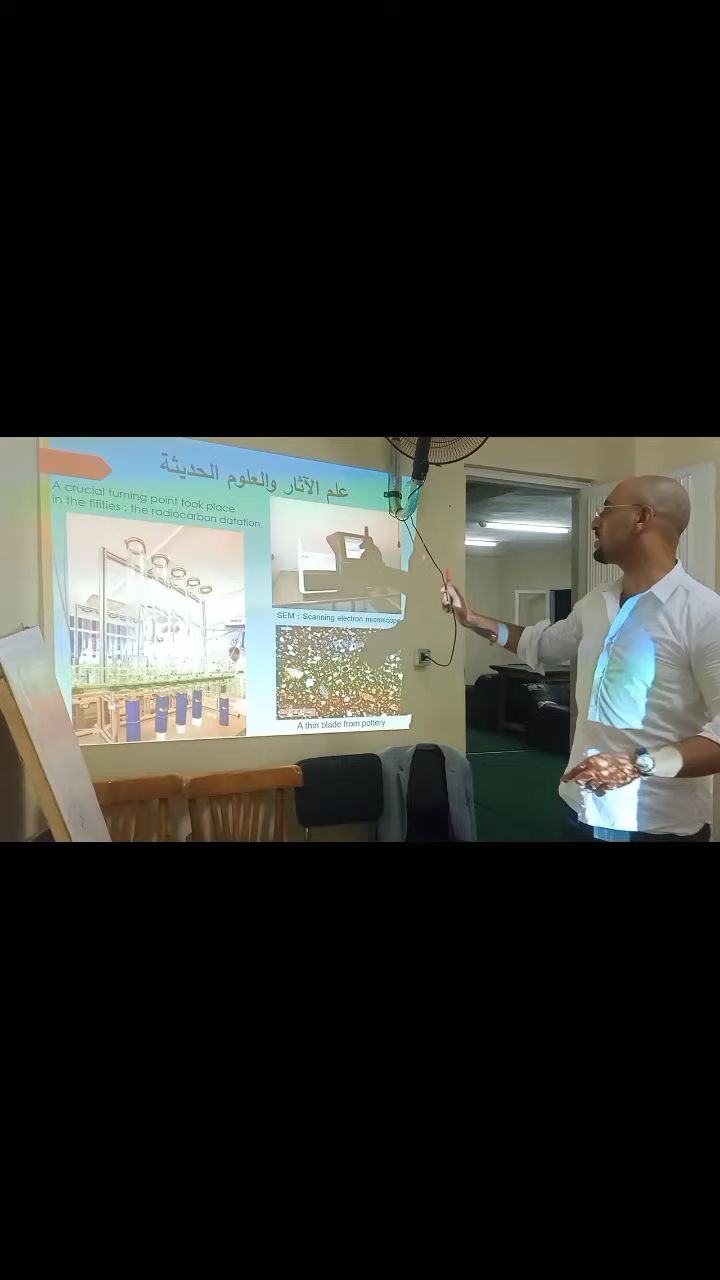 علم الآثار والعلوم الحديثة
A crucial turning point took place
in the fifities : the radiocarbon datation.
SEM : Scanning electron microscope
A thin blade from pottery